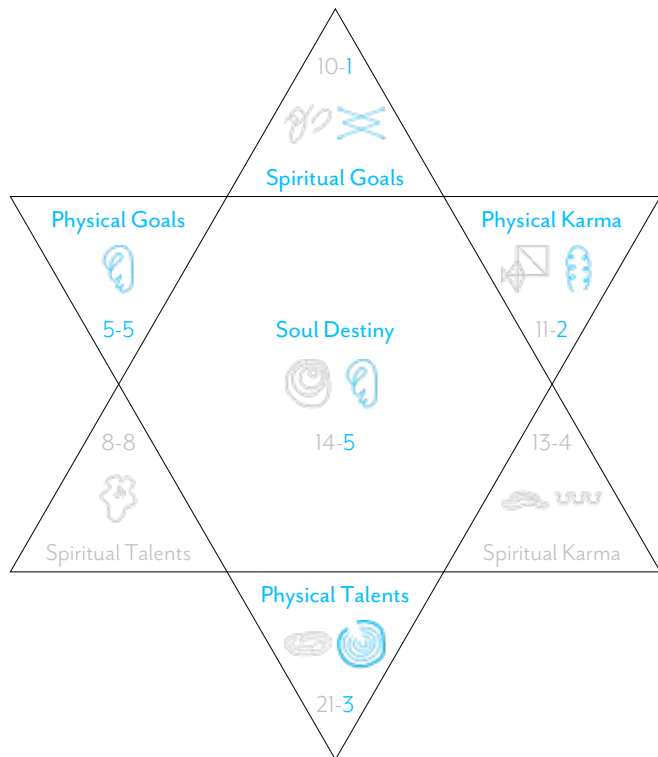 10-1
Spiritual Goals
Physical Goals
5-5
Physical Karma
11-2
Soul Destiny
14-5
8-8
Spiritual Talents
13-4
Spiritual Karma
Physical Talents
21-3